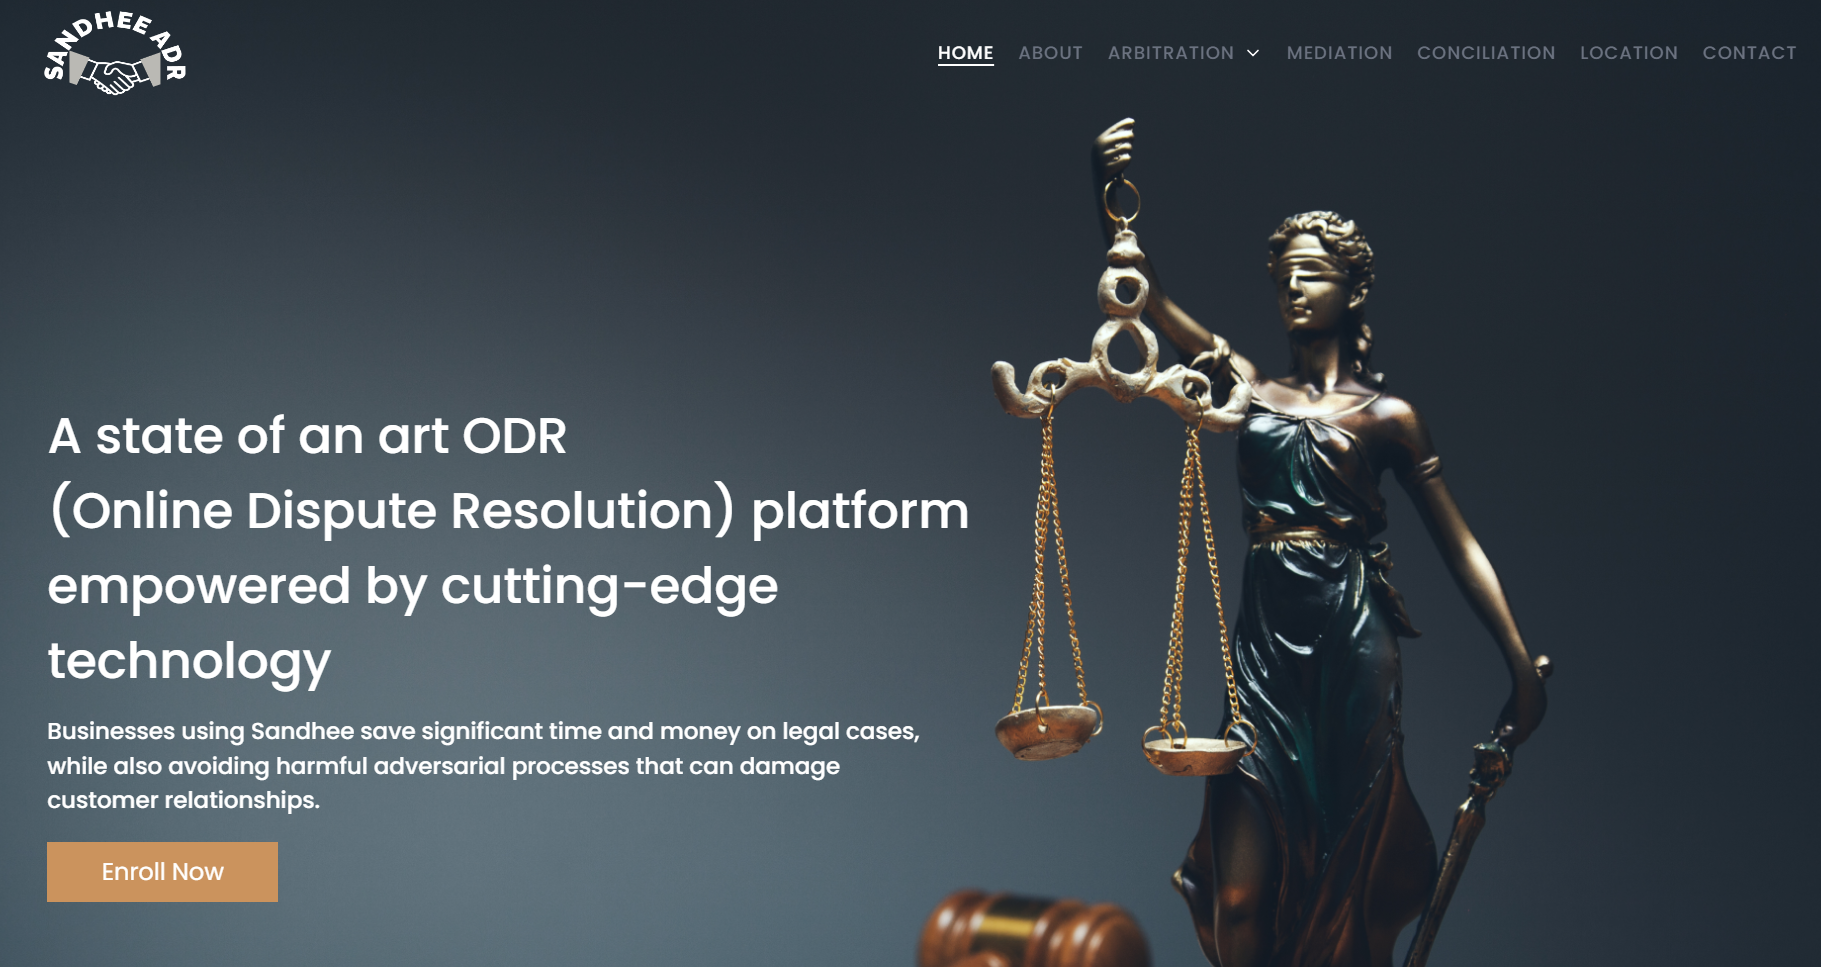 SANDHEE ADR
HOME ABOUT ARBITRATION MEDIATION CONCILIATION LOCATION CONTACT
A state of an art ODR
(Online Dispute Resolution) platform
empowered by cutting-edge
technology
Businesses using Sandhee save significant time and money on legal cases,
while also avoiding harmful adversarial processes that can damage
customer relationships.
Enroll Now